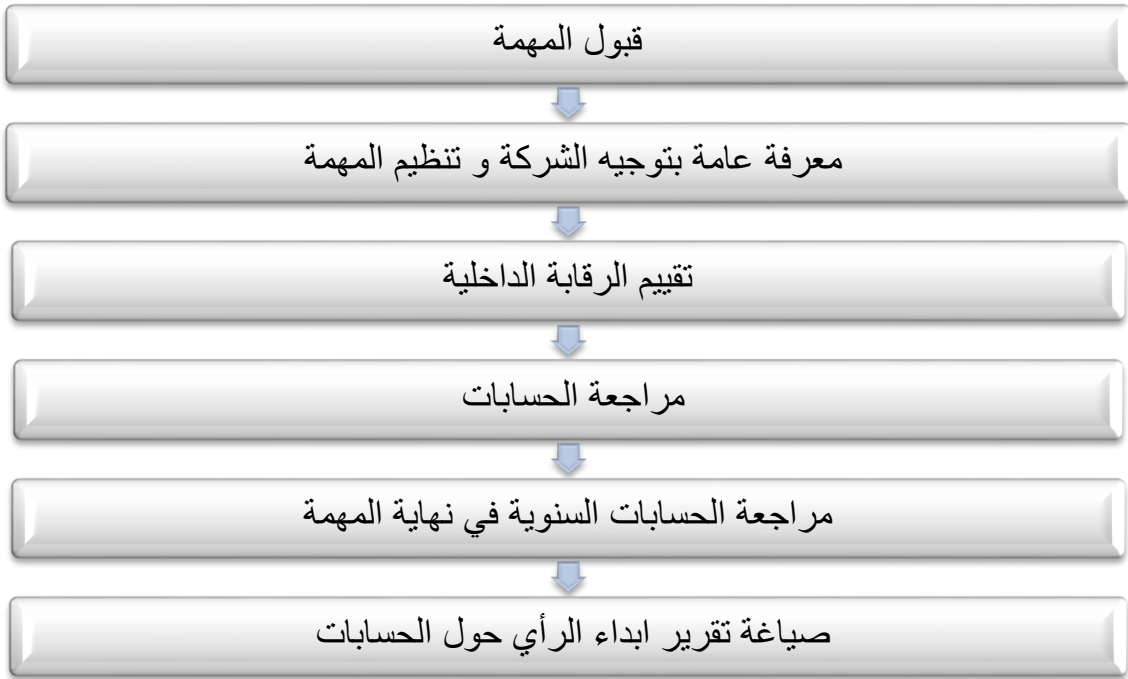 قبول المهمة
معرفة عامة بتوجيه الشركة و تنظيم المهمة
تقييم الرقابة الداخلية
مراجعة الحسابات
مراجعة الحسابات السنوية في نهاية المهمة
صياغة تقرير ابداء الرأي حول الحسابات